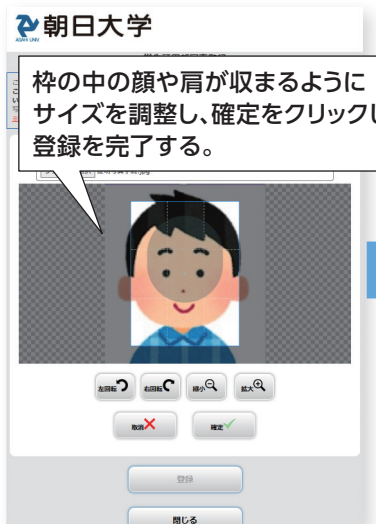 朝日大学
ASAHI UNIV
枠の中の顔や肩が収まるように
サイズを調整し、確定をクリックし
登録を完了する。
左回転
右回転
縮小
拡大
取消
確定
登録
閉じる